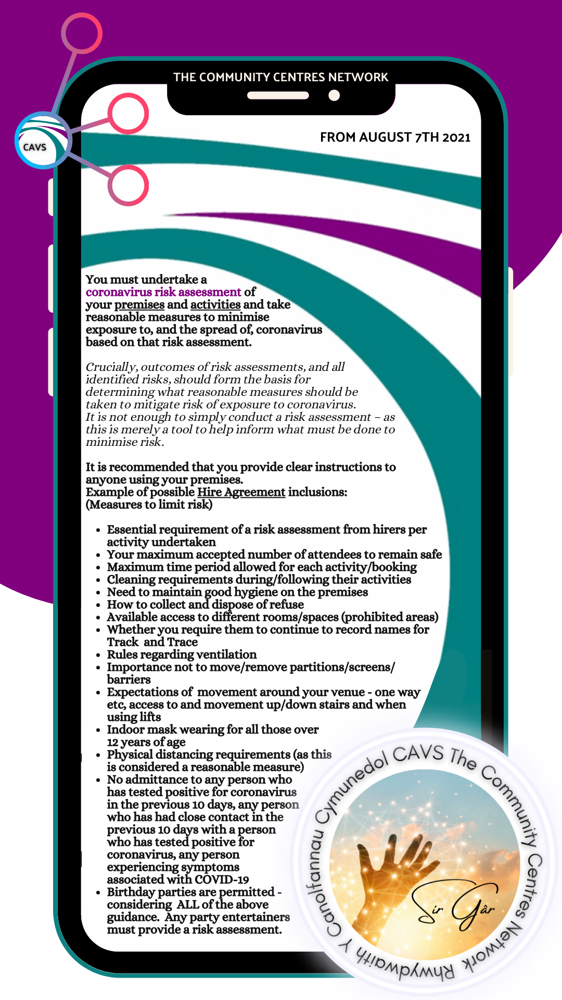 THE COMMUNITY CENTRES NETWORK
CAVS
FROM AUGUST 7TH 2021
You must undertake a
coronavirus risk assessment of
your premises and activities and take
reasonable measures to minimise
exposure to, and the spread of, coronavirus
based on that risk assessment.
Crucially, outcomes of risk assessments, and all
identified risks, should form the basis for
determining what reasonable measures should be
taken to mitigate risk of exposure to coronavirus.
It is not enough to simply conduct a risk assessment – as
this is merely a tool to help inform what must be done to
minimise risk.
It is recommended that you provide clear instructions to
anyone using your premises.
Example of possible Hire Agreement inclusions:
(Measures to limit risk)
• Essential requirement of a risk assessment from hirers per
activity undertaken
• Your maximum accepted number of attendees to remain safe
• Maximum time period allowed for each activity/booking
• Cleaning requirements during/following their activities
• Need to maintain good hygiene on the premises
• How to collect and dispose of refuse
• Available access to different rooms/spaces (prohibited areas)
• Whether you require them to continue to record names for
Track and Trace
• Rules regarding ventilation
• Importance not to move/remove partitions/screens/
barriers
• Expectations of movement around your venue - one way
etc, access to and movement up/down stairs and when
using lifts
• Indoor mask wearing for all those over
12 years of age
• Physical distancing requirements (as this
is considered a reasonable measure)
• No admittance to any person who
has tested positive for coronavirus
in the previous 10 days, any person
who has had close contact in the
previous 10 days with a person
who has tested positive for
coronavirus, any person
experiencing symptoms
associated with COVID-19
• Birthday parties are permitted -
considering ALL of the above
guidance. Any party entertainers
must provide a risk assessment.
CAVS The Community Centres Network Rhwydwaith Y Canolfannau Cymunedol
Sir Gâr